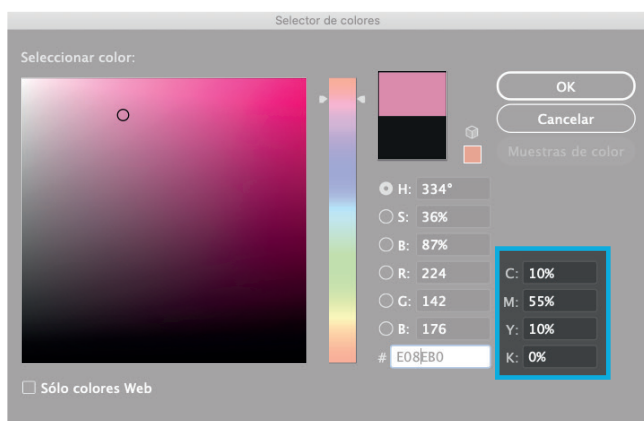 Selector de colores
Seleccionar color:
OK
Cancelar
Muestras de color
H: 334°
S: 36%
B: 87%
R: 224
G: 142
B: 176
# E08EB0
C: 10%
M: 55%
Y: 10%
K: 0%
Sólo colores Web